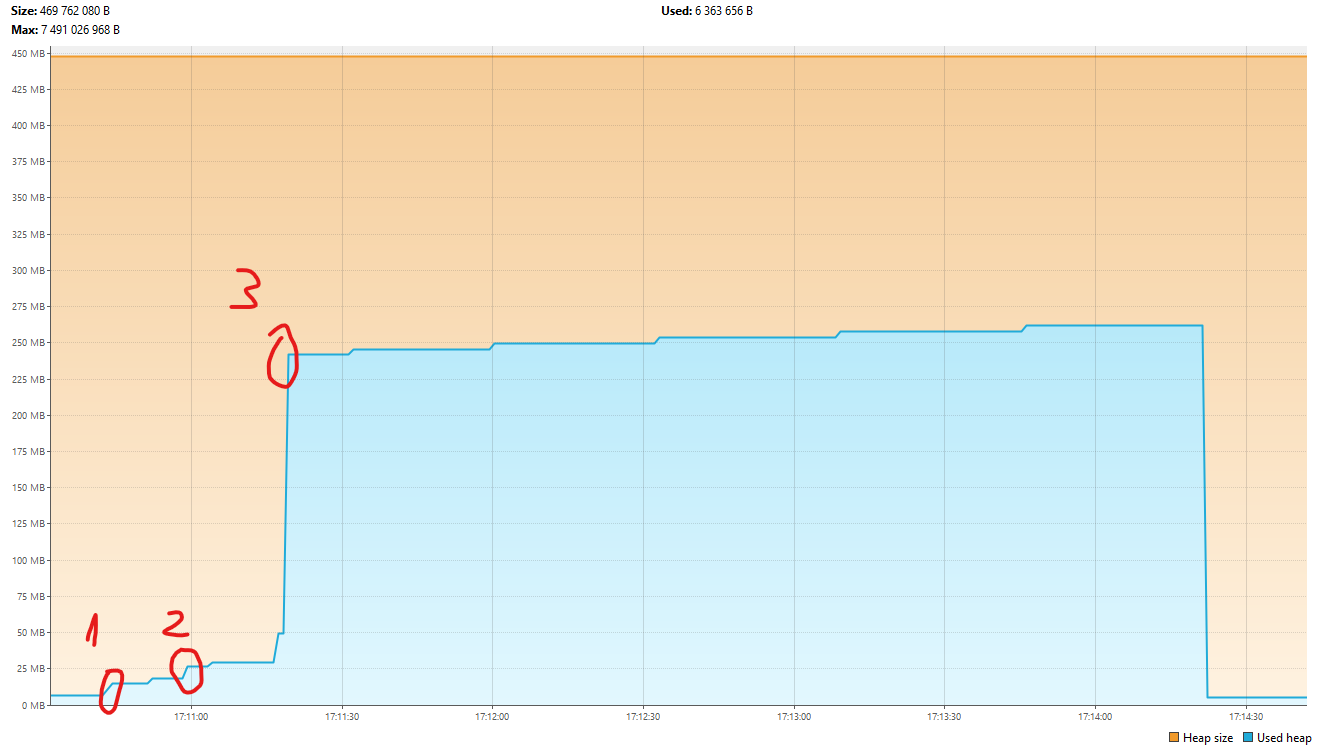 Size: 469 762 080 B
Used: 6 363 656 B
Max: 7 491 026 968 B
450 MB
425 MB
400 MB
375 MB
350 MB
325 MB
300 MB
3
275 MB
250 MB
225 MB
200 MB
175 MB
150 MB
125 MB
100 MB
75 MB
1
2
50 MB
25 MB
0 MB
17:11:00
17:11:30
17:12:00
17:12:30
17:13:00
17:13:30
17:14:00
17:14:30
Heap size
Used heap